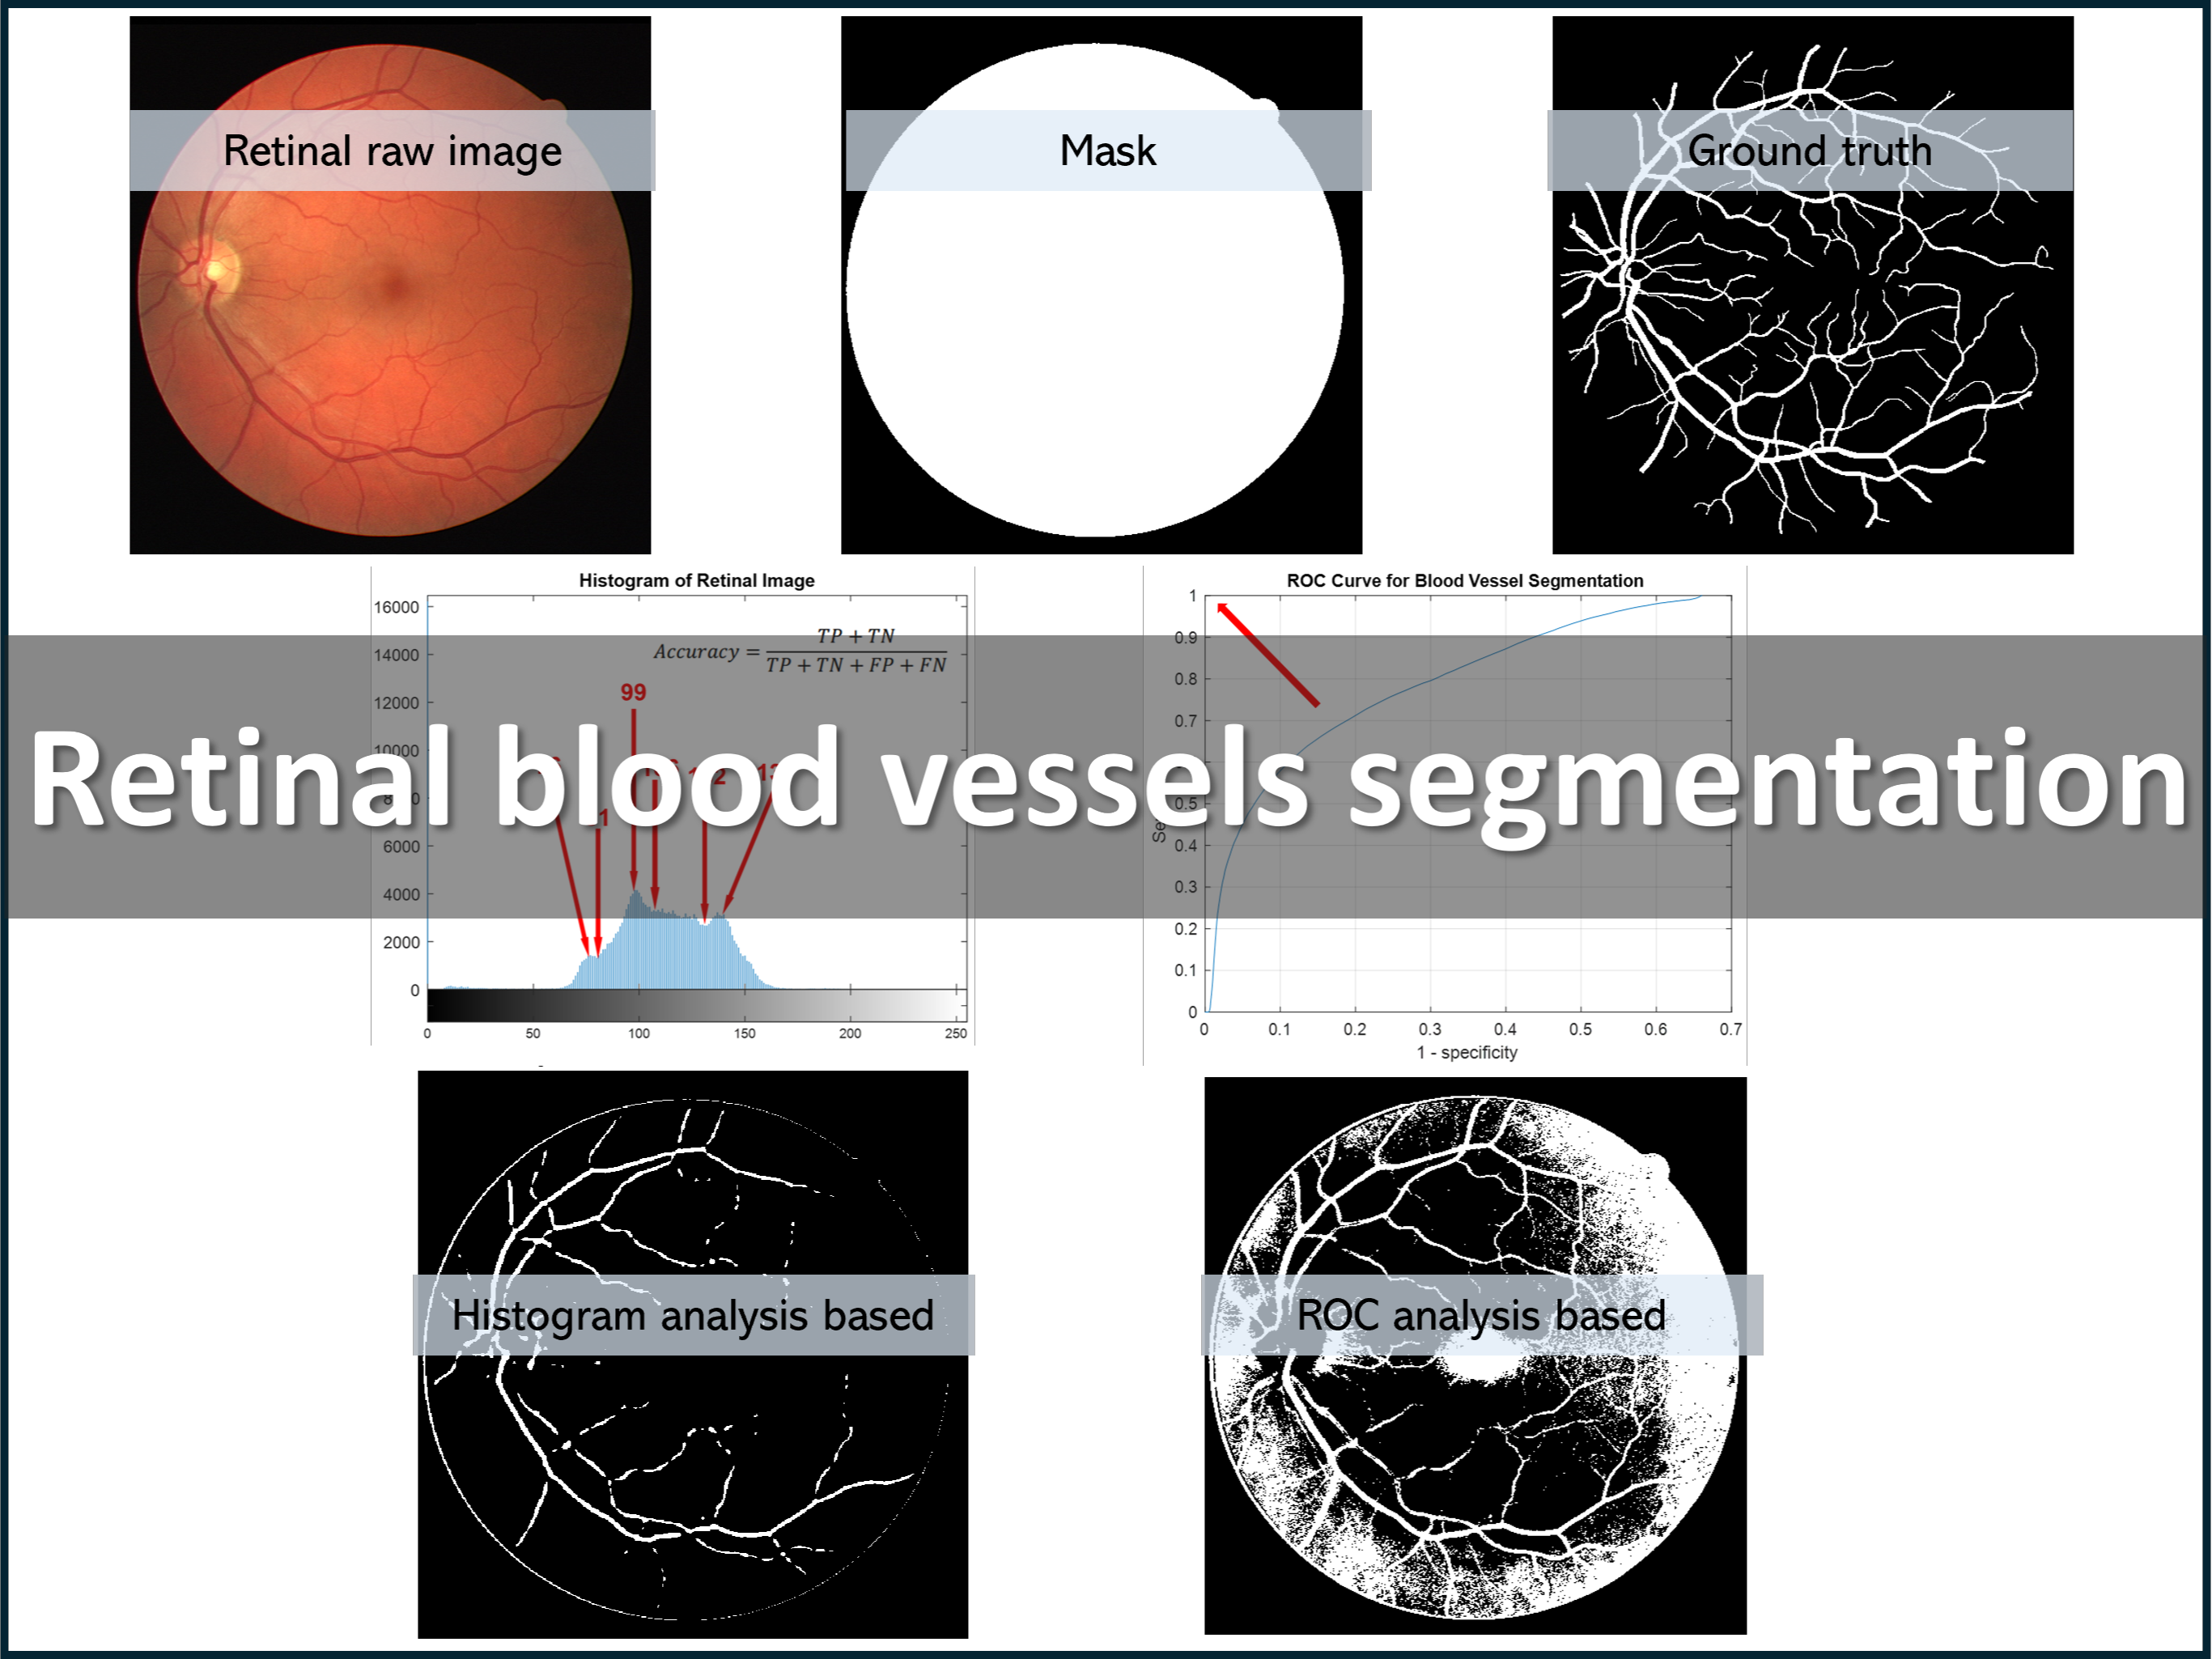 Retinal raw image
Mask
Ground truth
Histogram of Retinal Image
16000
14000
12000
10000
6000
4000
2000
0
Accuracy = TP + TN / TP + TN + FP + FN
99
0 50 100 150 200 250
ROC Curve for Blood Vessel Segmentation
1
0.9
0.8
0.7
0.5
0.4
0.3
0.2
0.1
0
0 0.1 0.2 0.3 0.4 0.5 0.6 0.7
1 - specificity
Retinal blood vessels segmentation
Histogram analysis based
ROC analysis based